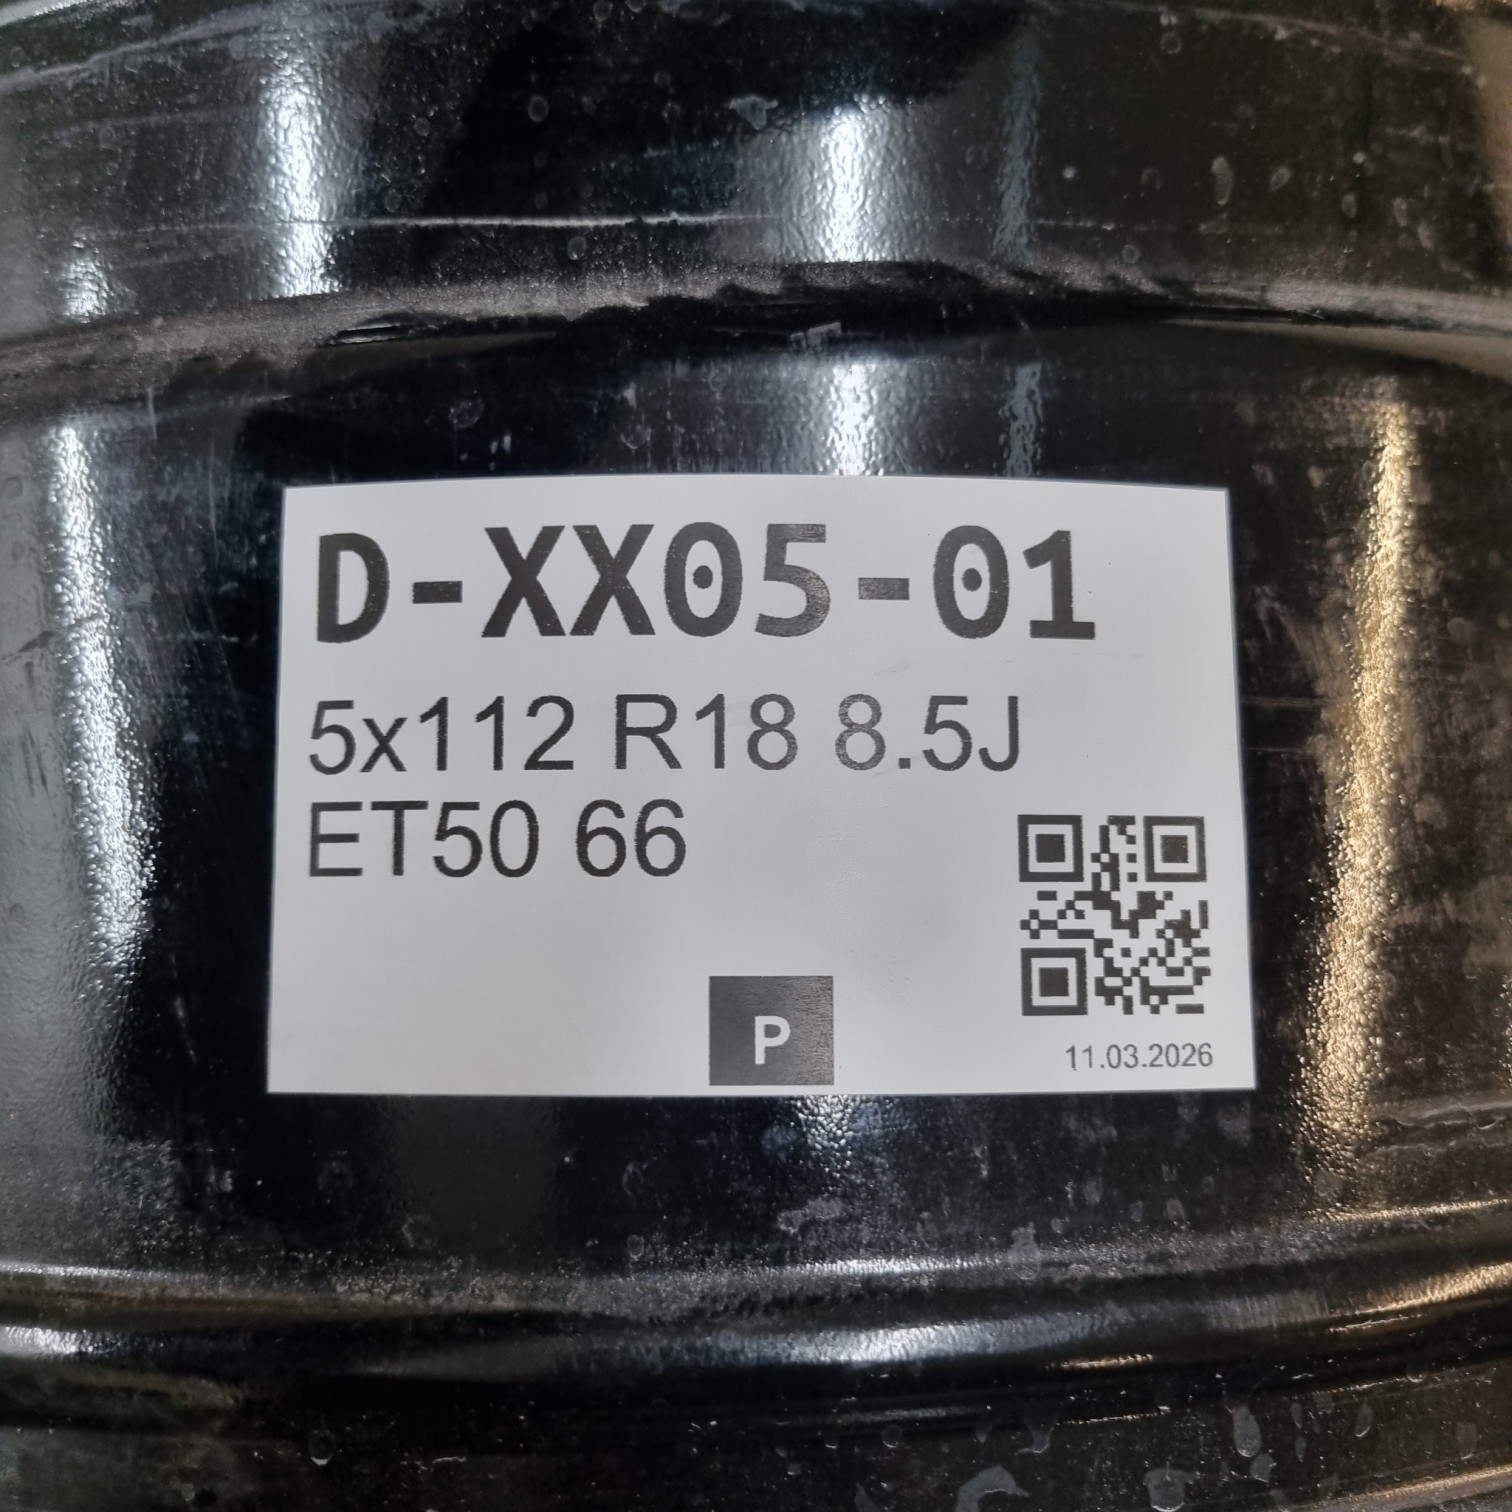 D-XX05-01
5x112 R18 8.5J
ET50 66
P
11.03.2026